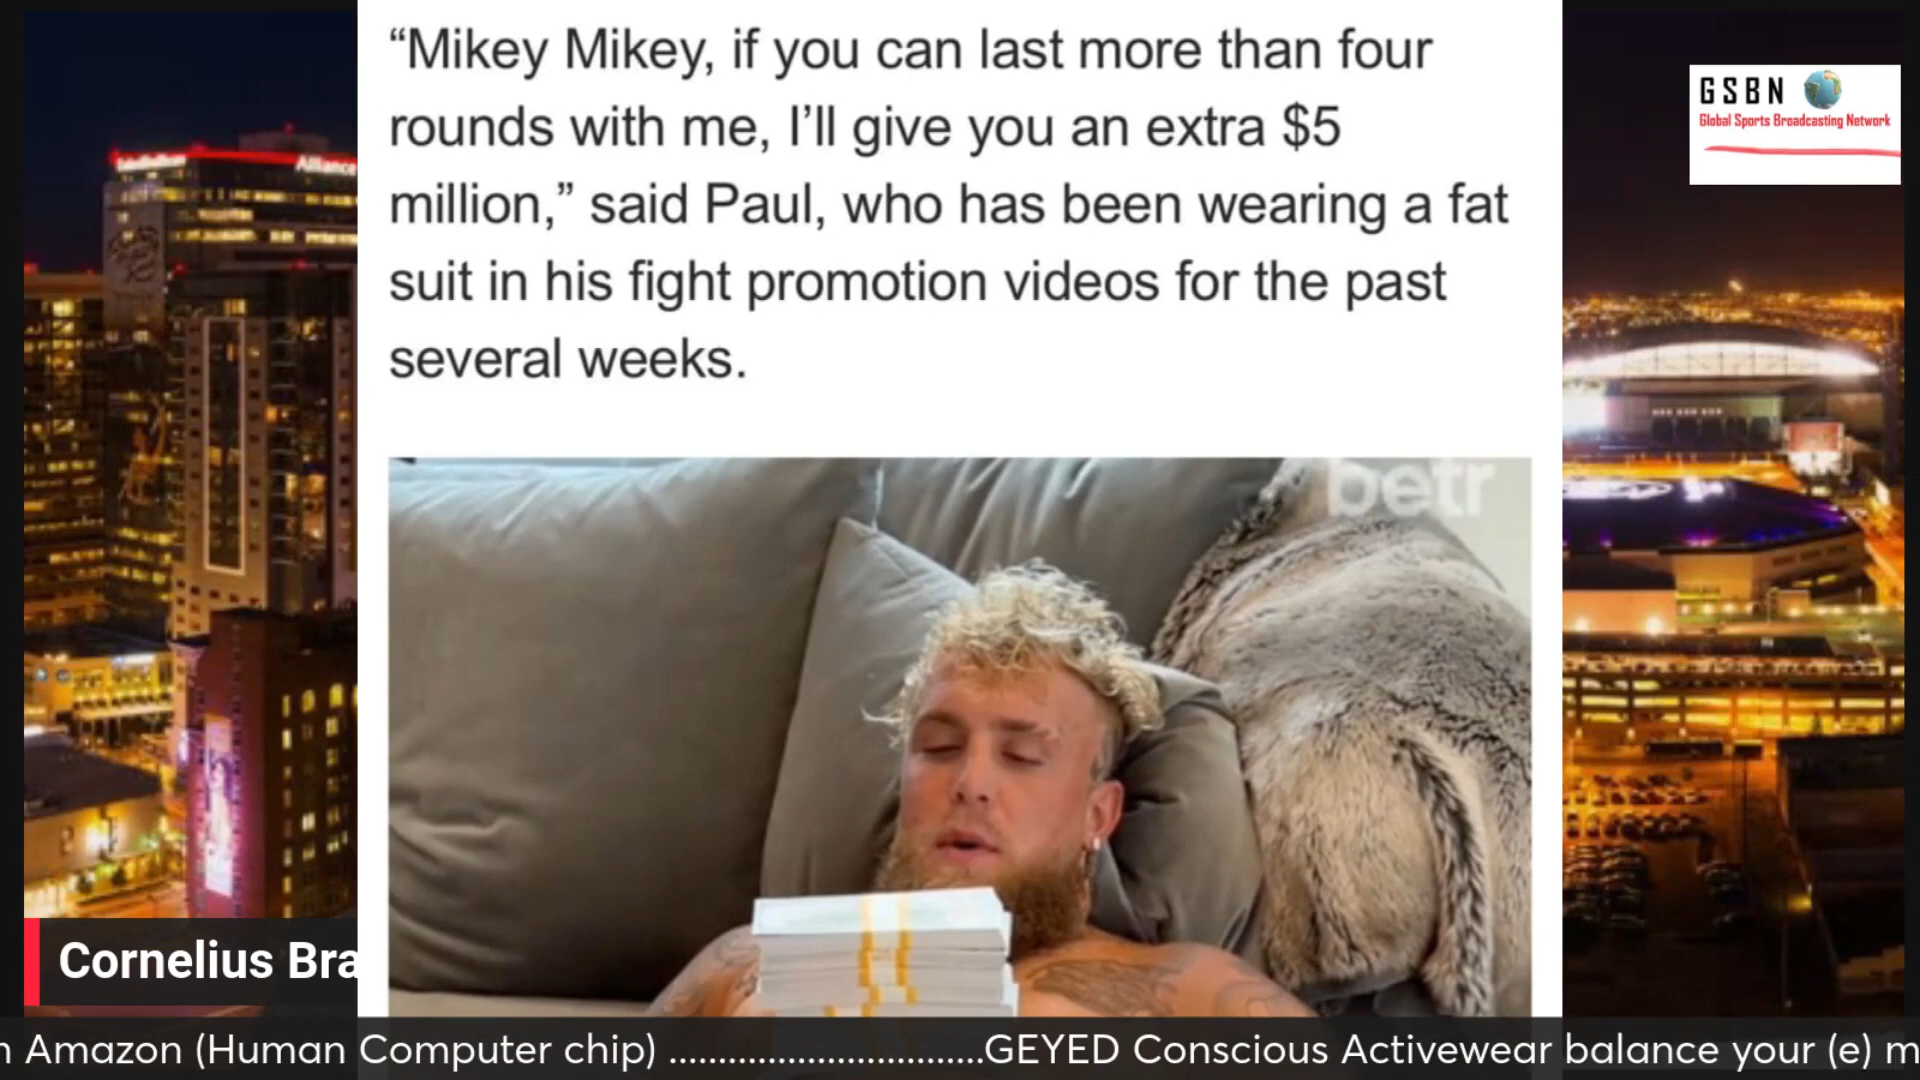 “Mikey Mikey, if you can last more than four
rounds with me, I’ll give you an extra $5
million,” said Paul, who has been wearing a fat
suit in his fight promotion videos for the past
several weeks.
GSBN
Global Sports Broadcasting Network
Alliance
betr
Cornelius Bra
n Amazon (Human Computer chip) ................................GEYED Conscious Activewear balance your (e) m